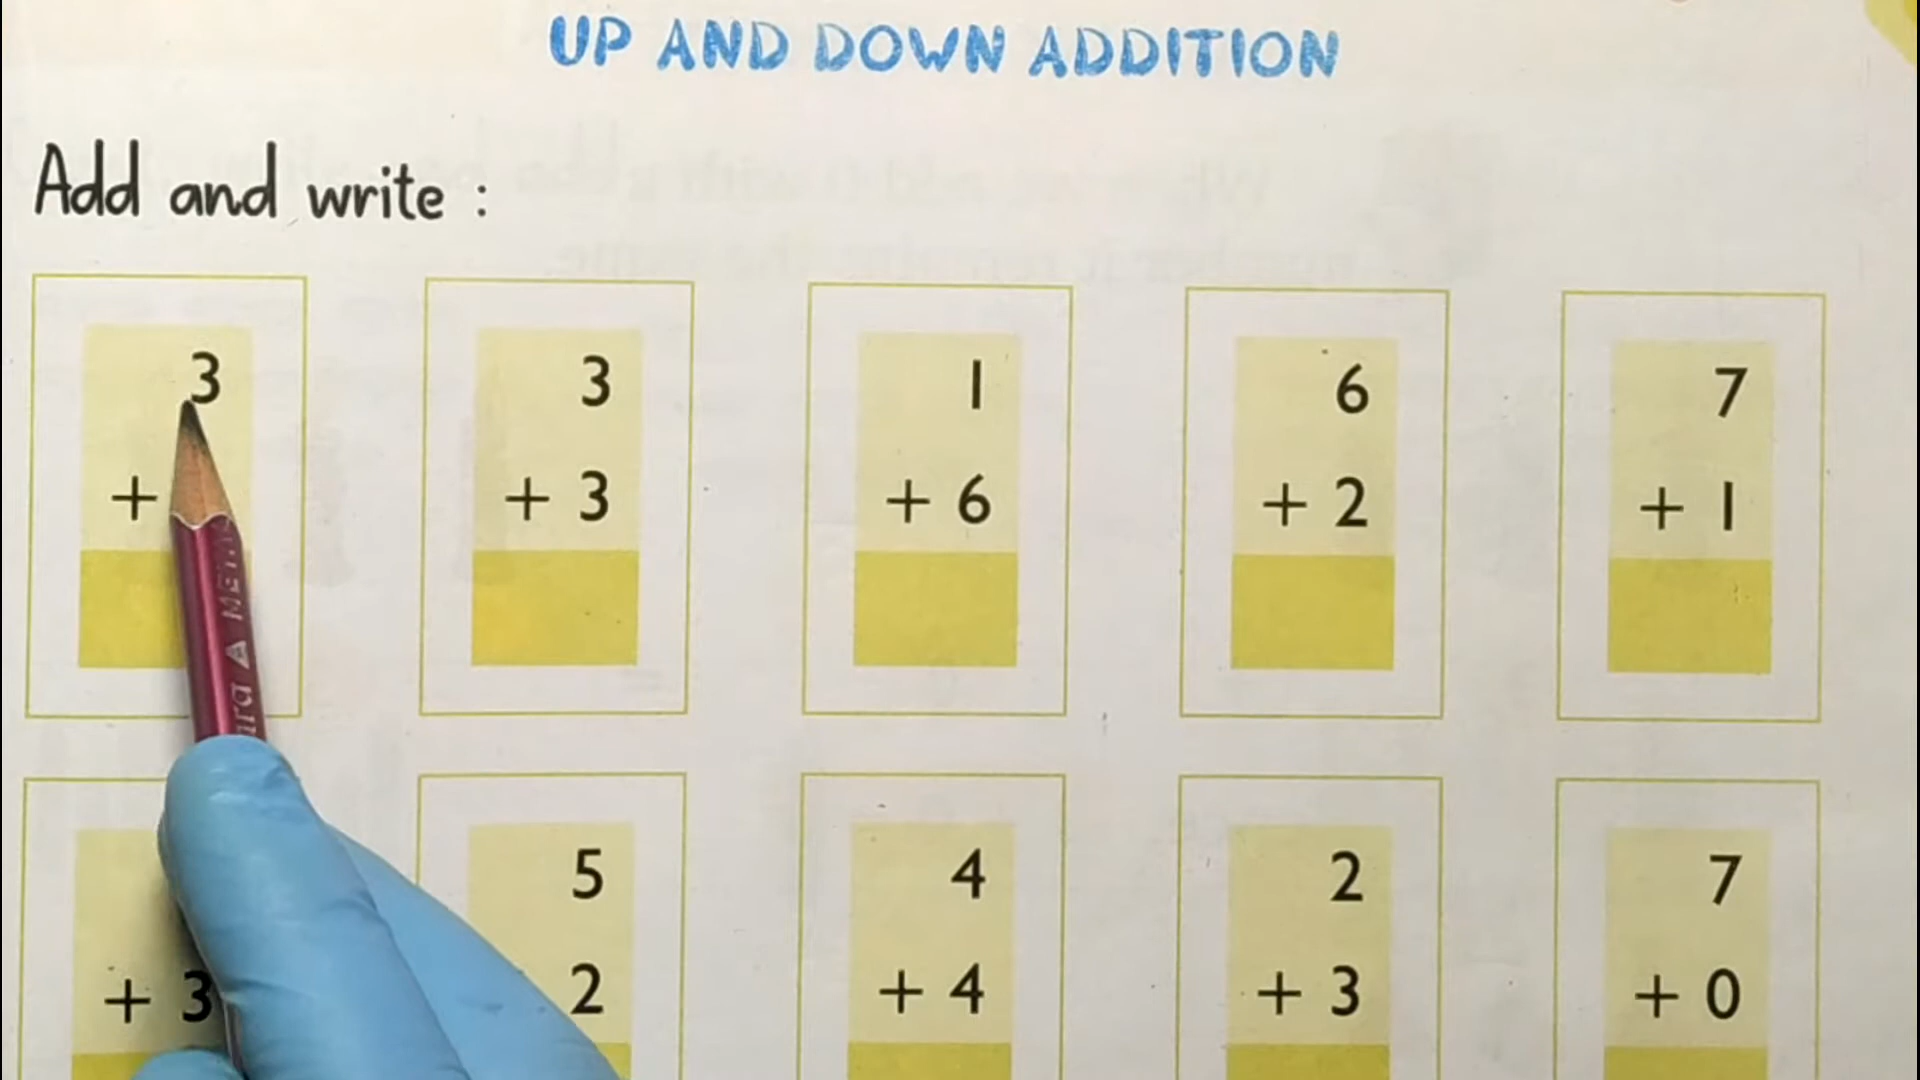 UP AND DOWN ADDITION
Add and write :
3 3 1 6 7
+ + 3 + 6 + 2 + 1
5 4 2 7
+ 3 2 + 4 + 3 + 0